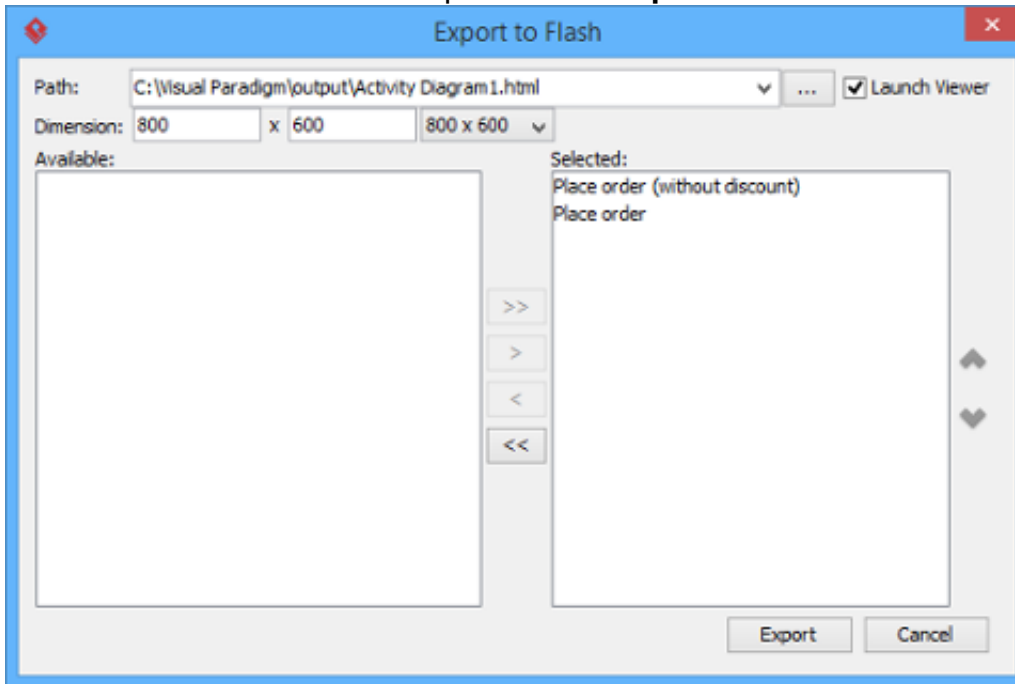 Export to Flash
Path: C:\Visual Paradigm\output\Activity Diagram1.html ... Launch Viewer
Dimension: 800 x 600 800 x 600
Available: Selected:
Place order (without discount)
Place order
>>
>
<
<<
Export Cancel